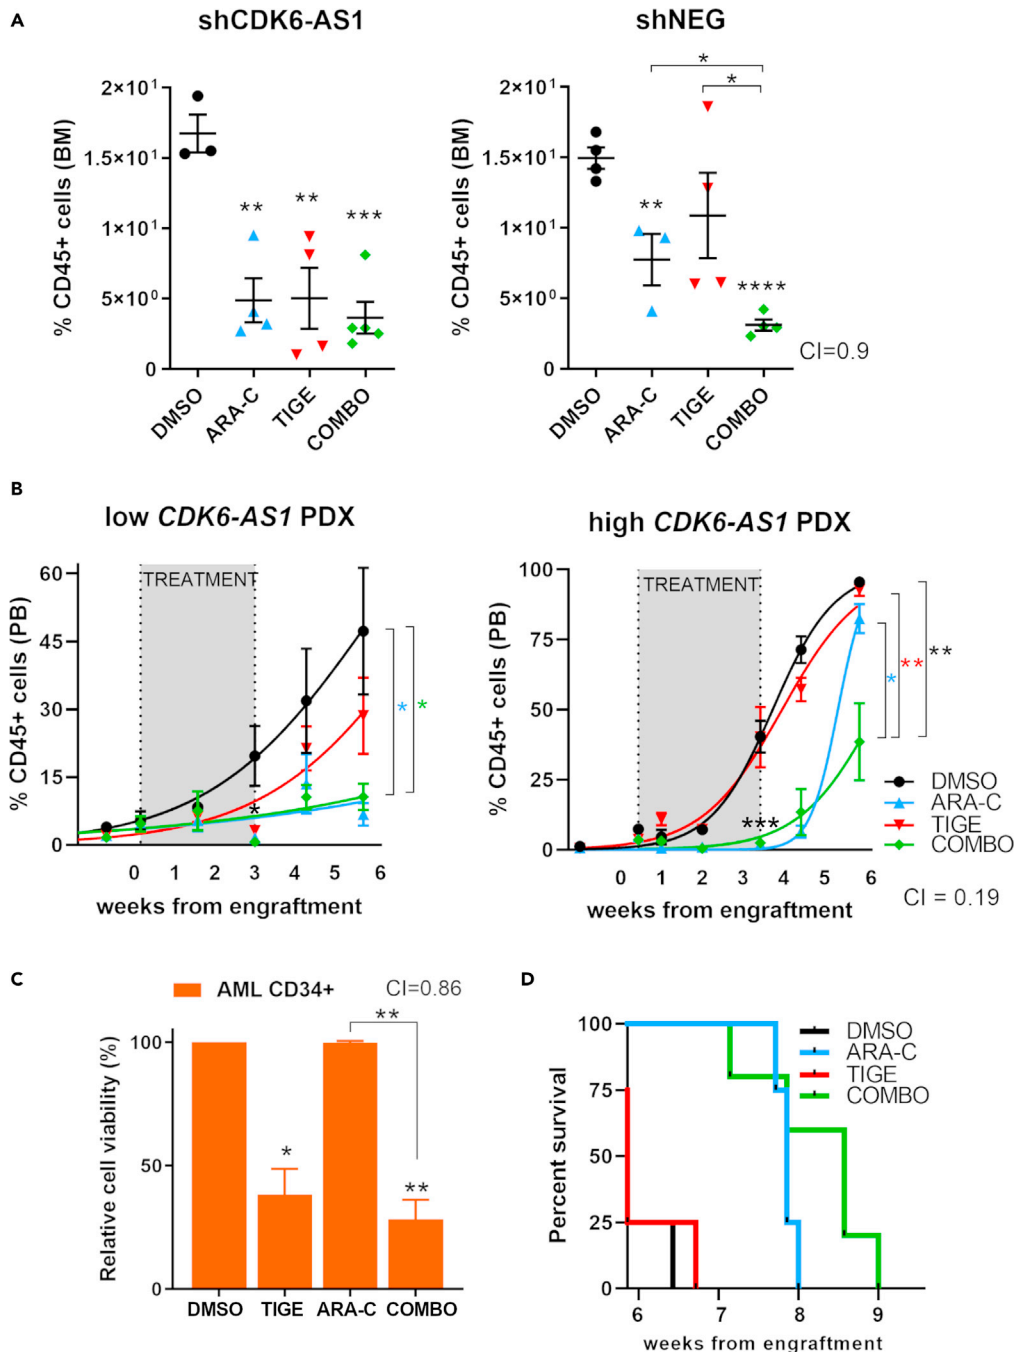 A
shCDK6-AS1
shNEG
% CD45+ cells (BM)
2×10¹
1.5×10¹
1×10¹
5×10⁰
0
**
**
***
DMSO
ARA-C
TIGE
COMBO
% CD45+ cells (BM)
2×10¹
1.5×10¹
1×10¹
5×10⁰
0
*
*
**
****
CI=0.9
DMSO
ARA-C
TIGE
COMBO
B
low CDK6-AS1 PDX
high CDK6-AS1 PDX
% CD45+ cells (PB)
60
45
30
15
0
TREATMENT
*
* *
0 1 2 3 4 5 6
weeks from engraftment
% CD45+ cells (PB)
100
75
50
25
0
TREATMENT
***
* ** **
0 1 2 3 4 5 6
weeks from engraftment
DMSO
ARA-C
TIGE
COMBO
CI = 0.19
C
AML CD34+
CI=0.86
Relative cell viability (%)
100
50
0
*
**
**
DMSO TIGE ARA-C COMBO
D
Percent survival
100
75
50
25
0
DMSO
ARA-C
TIGE
COMBO
6 7 8 9
weeks from engraftment